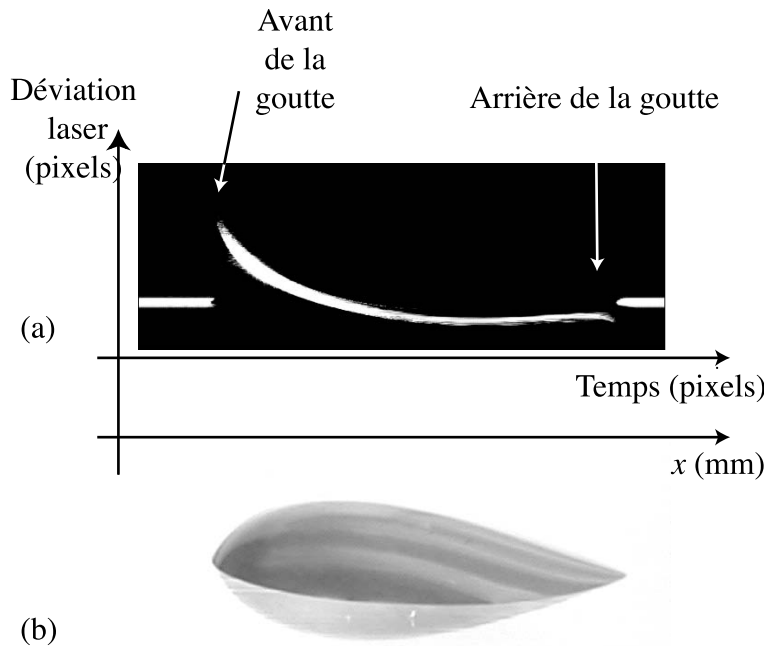 Avant
de la
goutte
Déviation
laser
(pixels)
Arrière de la goutte
(a)
Temps (pixels)
x (mm)
(b)